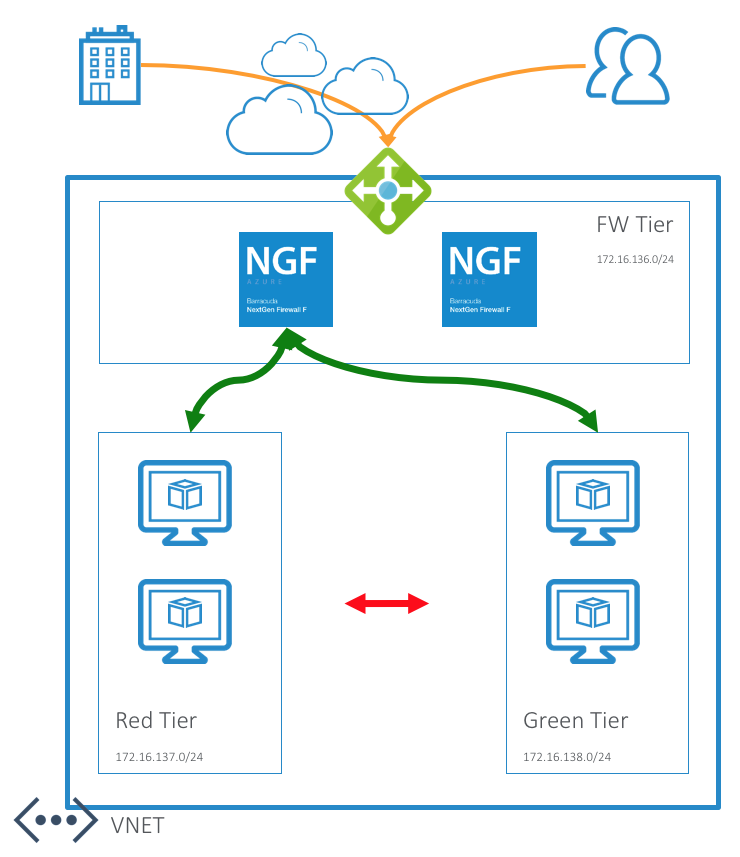 FW Tier
172.16.136.0/24
NGF
AZURE
Barracuda
NextGen Firewall F
NGF
AZURE
Barracuda
NextGen Firewall F
Red Tier
172.16.137.0/24
Green Tier
172.16.138.0/24
VNET